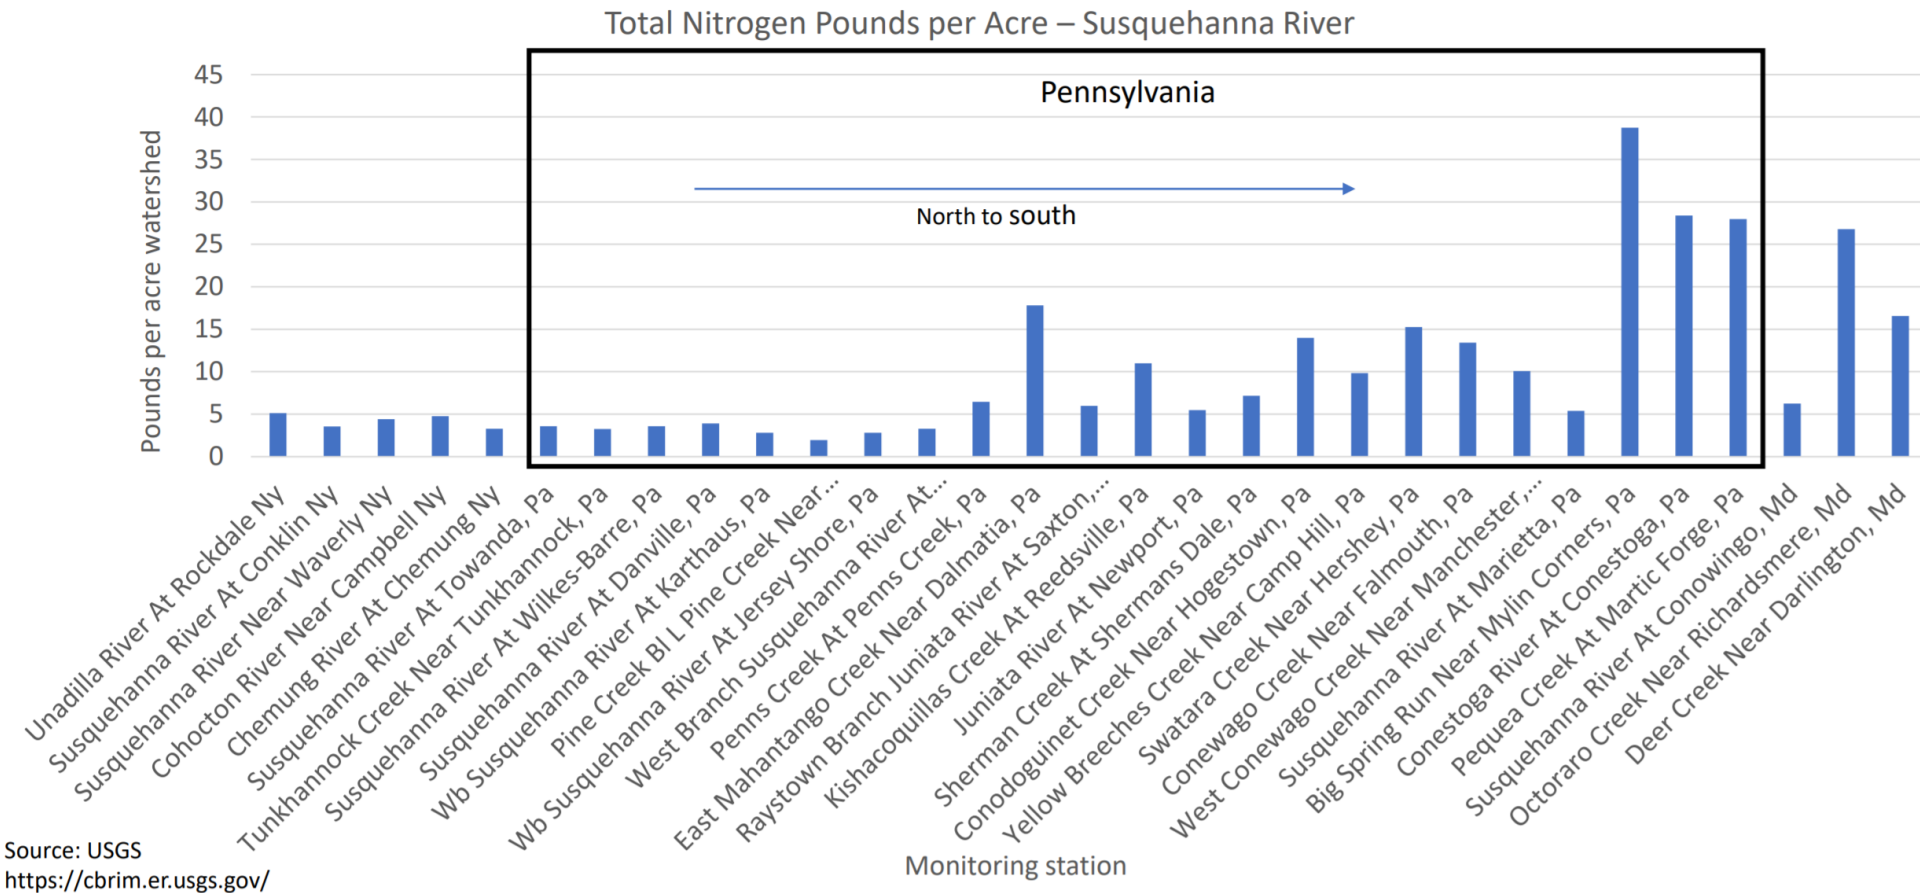 Total Nitrogen Pounds per Acre – Susquehanna River
Pennsylvania
North to south
Pounds per acre watershed
45
40
35
30
25
20
15
10
5
0
Unadilla River At Rockdale Ny
Susquehanna River At Conklin Ny
Susquehanna River Near Waverly Ny
Cohocton River Near Campbell Ny
Chemung River At Chemung Ny
Susquehanna River At Towanda, Pa
Tunkhannock Creek Near Tunkhannock, Pa
Susquehanna River At Wilkes-Barre, Pa
Susquehanna River At Danville, Pa
Wb Susquehanna River At Karthaus, Pa
Pine Creek Bl L Pine Creek Near...
Wb Susquehanna River At Jersey Shore, Pa
West Branch Susquehanna River At...
Penns Creek At Penns Creek, Pa
East Mahantango Creek Near Dalmatia, Pa
Raystown Branch Juniata River At Saxton,...
Kishacoquillas Creek At Reedsville, Pa
Juniata River At Newport, Pa
Sherman Creek At Shermans Dale, Pa
Conodoguinet Creek Near Hogestown, Pa
Yellow Breeches Creek Near Camp Hill, Pa
Swatara Creek Near Hershey, Pa
Conewago Creek Near Falmouth, Pa
West Conewago Creek Near Manchester,...
Susquehanna River At Marietta, Pa
Big Spring Run Near Mylin Corners, Pa
Conestoga River At Conestoga, Pa
Pequea Creek At Martic Forge, Pa
Susquehanna River At Conowingo, Md
Octoraro Creek Near Richardsmere, Md
Deer Creek Near Darlington, Md
Monitoring station
Source: USGS
https://cbrim.er.usgs.gov/